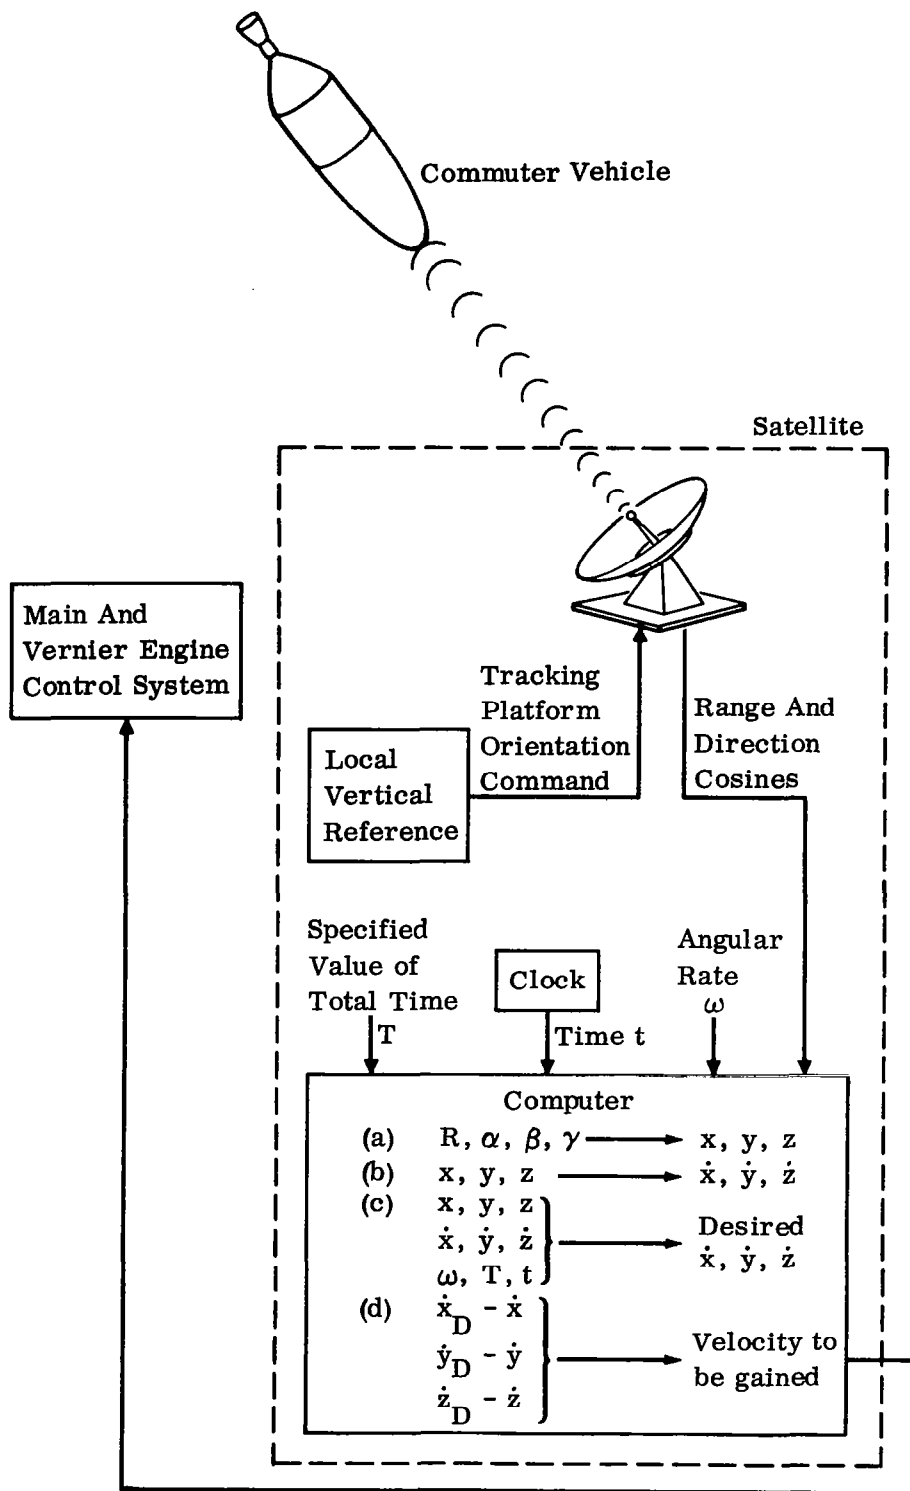 Commuter Vehicle
Satellite
Main And
Vernier Engine
Control System
Tracking
Platform
Orientation
Command
Range And
Direction
Cosines
Local
Vertical
Reference
Specified
Value of
Total Time
T
Clock
Time t
Angular
Rate
ω
Computer
(a) R, α, β, γ x, y, z
(b) x, y, z ẋ, ẏ, ż
(c) x, y, z
ẋ, ẏ, ż
ω, T, t
Desired
ẋ, ẏ, ż
(d) ẋ_D - ẋ
ẏ_D - ẏ
ż_D - ż
Velocity to
be gained